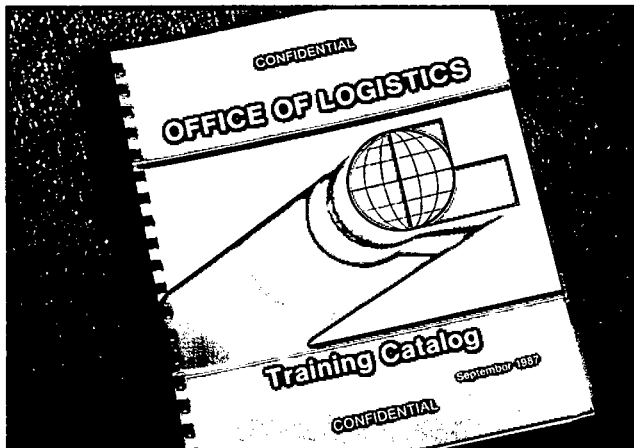 CONFIDENTIAL
OFFICE OF LOGISTICS
Training Catalog
September 1987
CONFIDENTIAL